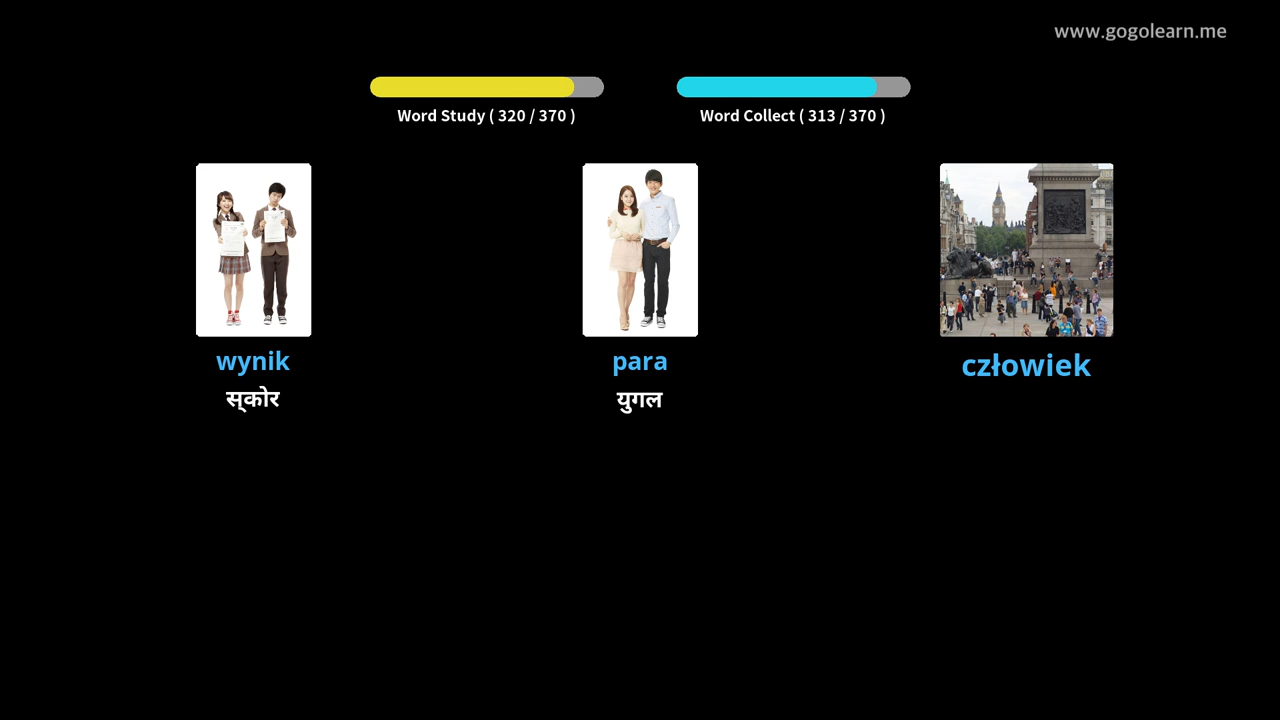 www.gogolearn.me
Word Study ( 320 / 370 )
Word Collect ( 313 / 370 )
wynik
para
człowiek
स्कोर
युगल